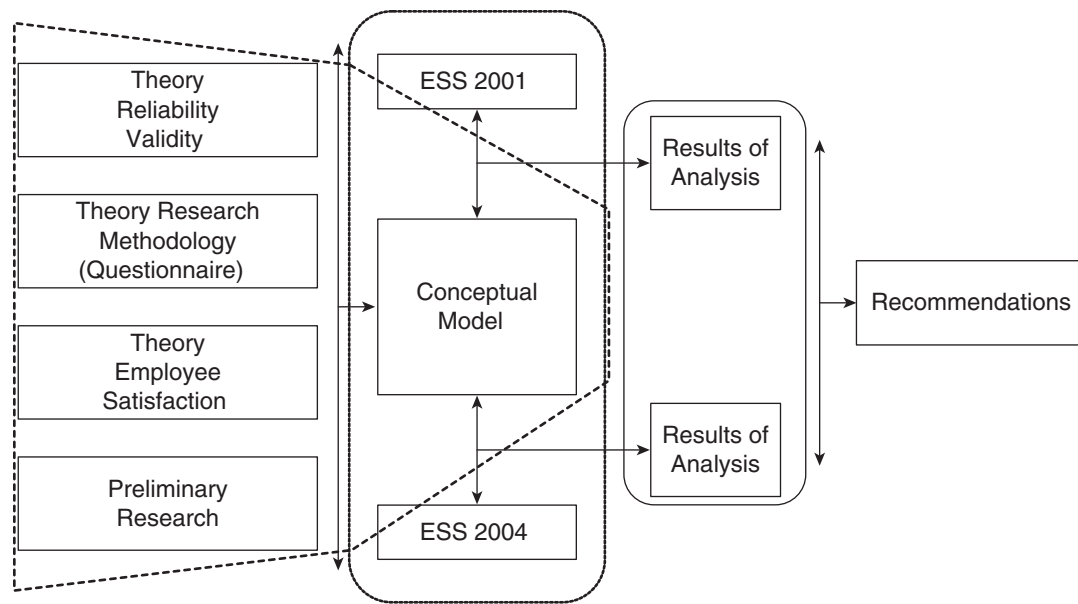 Theory
Reliability
Validity
Theory Research
Methodology
(Questionnaire)
Theory
Employee
Satisfaction
Preliminary
Research
ESS 2001
Conceptual
Model
ESS 2004
Results of
Analysis
Results of
Analysis
Recommendations